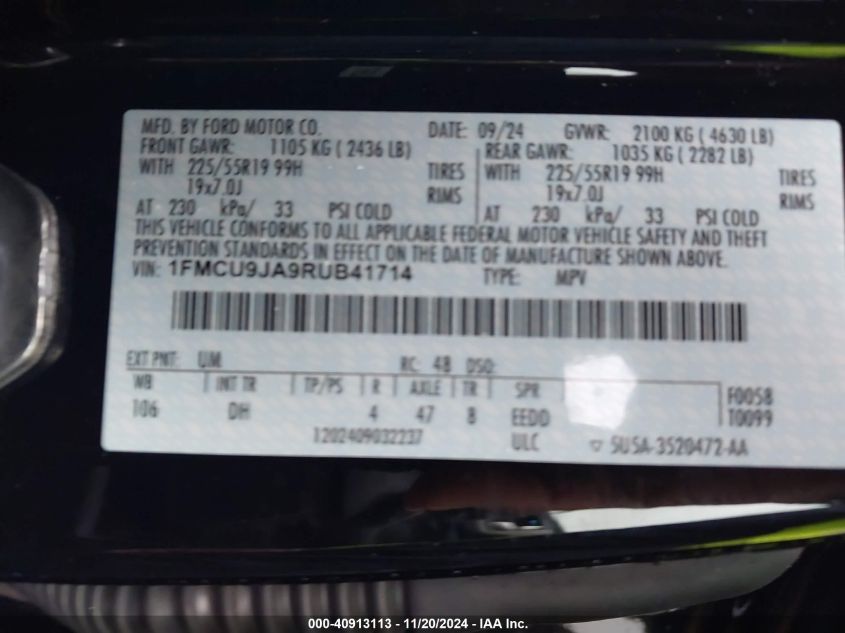 MFD. BY FORD MOTOR CO. DATE: 09/24 GVWR: 2100 KG ( 4630 LB)
FRONT GAWR: 1105 KG ( 2436 LB) REAR GAWR: 1035 KG ( 2282 LB)
WITH 225/55R19 99H TIRES WITH 225/55R19 99H TIRES
19x7.0J RIMS 19x7.0J RIMS
AT 230 kPa/ 33 PSI COLD AT 230 kPa/ 33 PSI COLD
THIS VEHICLE CONFORMS TO ALL APPLICABLE FEDERAL MOTOR VEHICLE SAFETY AND THEFT
PREVENTION STANDARDS IN EFFECT ON THE DATE OF MANUFACTURE SHOWN ABOVE.
VIN: 1FMCU9JA9RUB41714 TYPE: MPV
EXT PNT: UM RC: 48 DSO:
WB INT TR TP/PS R AXLE TR SPR F0058
106 DH 4 47 8 EEDD T0099
1202409032237 ULC 5U5A-3520472-AA
000-40913113 - 11/20/2024 - IAA Inc.